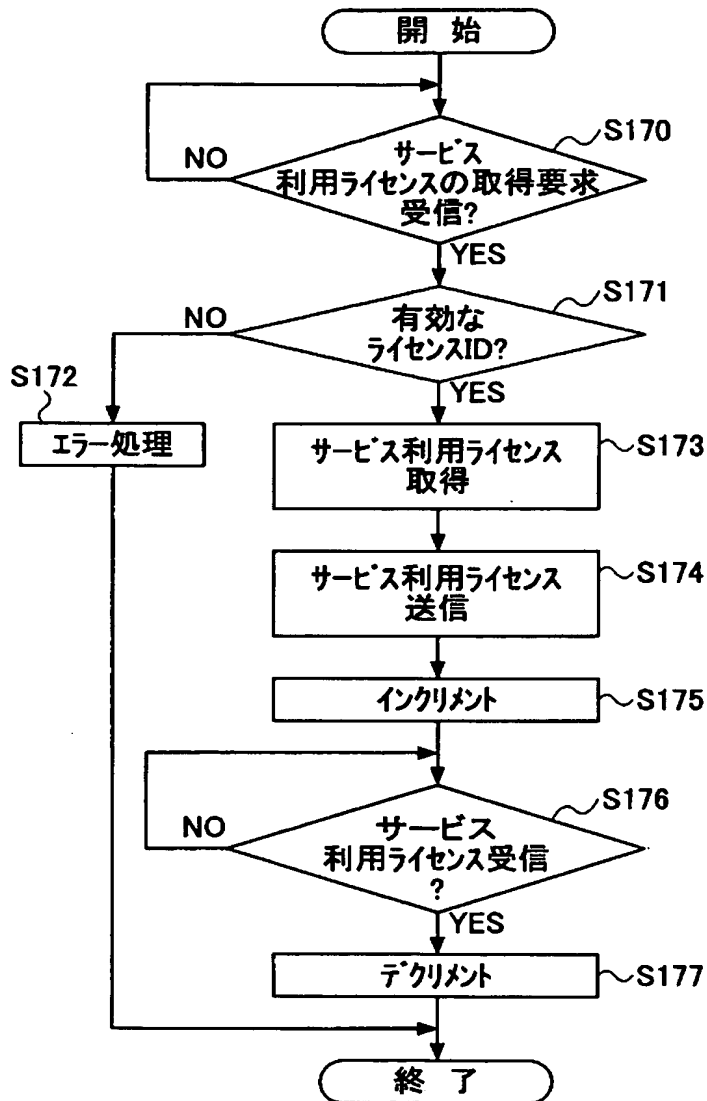 開 始
S170
NO
サービス
利用ライセンスの取得要求
受信?
YES
S171
NO
有効な
ライセンスID?
YES
S172
エラー処理
サービス利用ライセンス
取得
S173
サービス利用ライセンス
送信
S174
インクリメント
S175
S176
NO
サービス
利用ライセンス受信
?
YES
デクリメント
S177
終 了